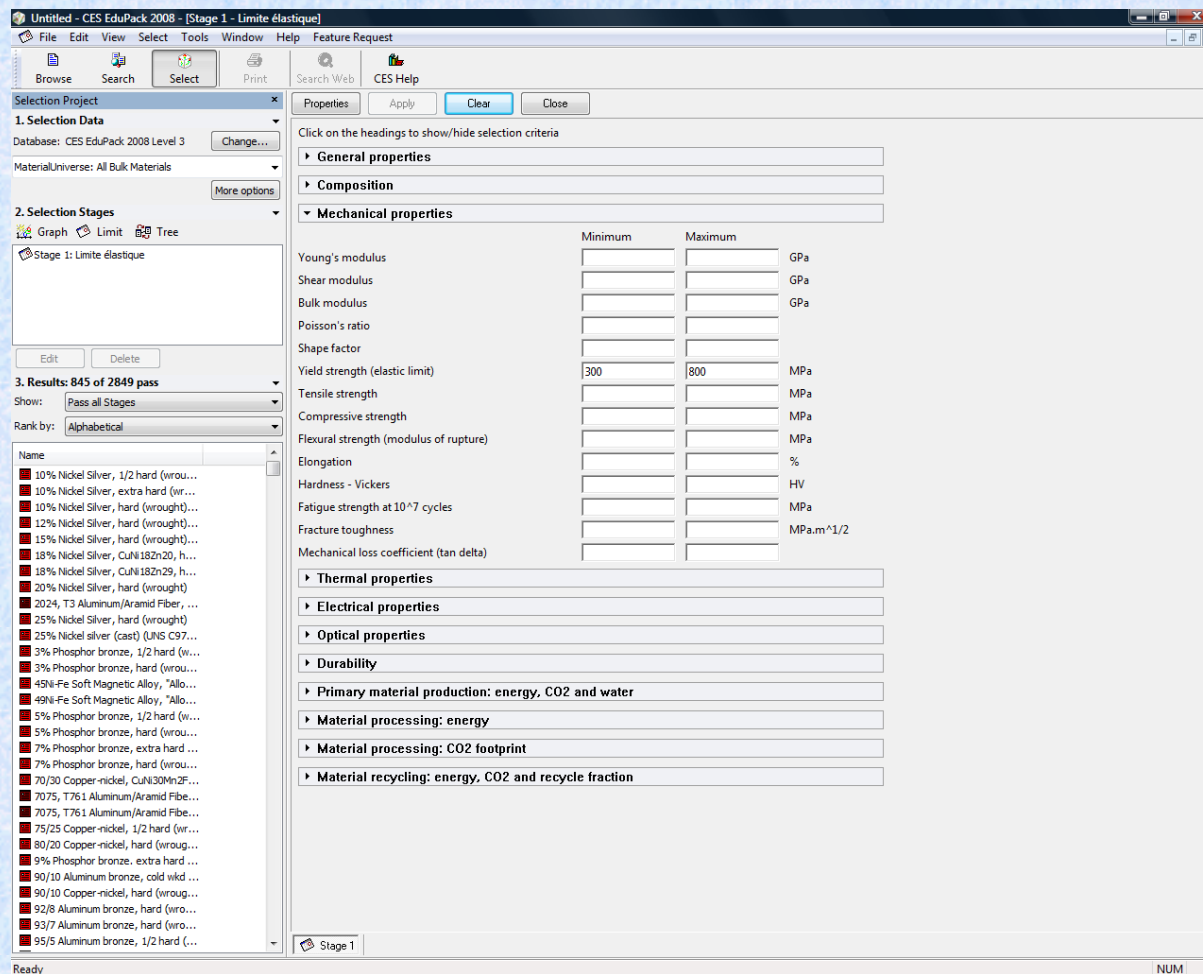 Untitled - CES EduPack 2008 - [Stage 1 - Limite élastique]
File Edit View Select Tools Window Help Feature Request
Browse Search Select Print Search Web CES Help
Selection Project
1. Selection Data
Database: CES EduPack 2008 Level 3 Change...
MaterialUniverse: All Bulk Materials
More options
2. Selection Stages
Graph Limit Tree
Stage 1: Limite élastique
Edit Delete
3. Results: 845 of 2849 pass
Show: Pass all Stages
Rank by: Alphabetical
Name
10% Nickel Silver, 1/2 hard (wrou...
10% Nickel Silver, extra hard (wr...
10% Nickel Silver, hard (wrought)...
12% Nickel Silver, hard (wrought)...
15% Nickel Silver, hard (wrought)...
18% Nickel Silver, CuNi18Zn20, h...
18% Nickel Silver, CuNi18Zn29, h...
20% Nickel Silver, hard (wrought)
2024, T3 Aluminum/Aramid Fiber, ...
25% Nickel Silver, hard (wrought)
25% Nickel silver (cast) (UNS C97...
3% Phosphor bronze, 1/2 hard (w...
3% Phosphor bronze, hard (wrou...
45Ni-Fe Soft Magnetic Alloy, "Allo...
49Ni-Fe Soft Magnetic Alloy, "Allo...
5% Phosphor bronze, 1/2 hard (w...
5% Phosphor bronze, hard (wrou...
7% Phosphor bronze, extra hard ...
7% Phosphor bronze, hard (wrou...
70/30 Copper-nickel, CuNi30Mn2F...
7075, T761 Aluminum/Aramid Fibe...
7075, T761 Aluminum/Aramid Fibe...
75/25 Copper-nickel, 1/2 hard (wr...
80/20 Copper-nickel, hard (wroug...
9% Phosphor bronze. extra hard ...
90/10 Aluminum bronze, cold wkd ...
90/10 Copper-nickel, hard (wroug...
92/8 Aluminum bronze, hard (wro...
93/7 Aluminum bronze, hard (wro...
95/5 Aluminum bronze, 1/2 hard (...
Properties Apply Clear Close
Click on the headings to show/hide selection criteria
General properties
Composition
Mechanical properties
Minimum Maximum
Young's modulus GPa
Shear modulus GPa
Bulk modulus GPa
Poisson's ratio
Shape factor
Yield strength (elastic limit) 300 800 MPa
Tensile strength MPa
Compressive strength MPa
Flexural strength (modulus of rupture) MPa
Elongation %
Hardness - Vickers HV
Fatigue strength at 10^7 cycles MPa
Fracture toughness MPa.m^1/2
Mechanical loss coefficient (tan delta)
Thermal properties
Electrical properties
Optical properties
Durability
Primary material production: energy, CO2 and water
Material processing: energy
Material processing: CO2 footprint
Material recycling: energy, CO2 and recycle fraction
Stage 1
Ready NUM